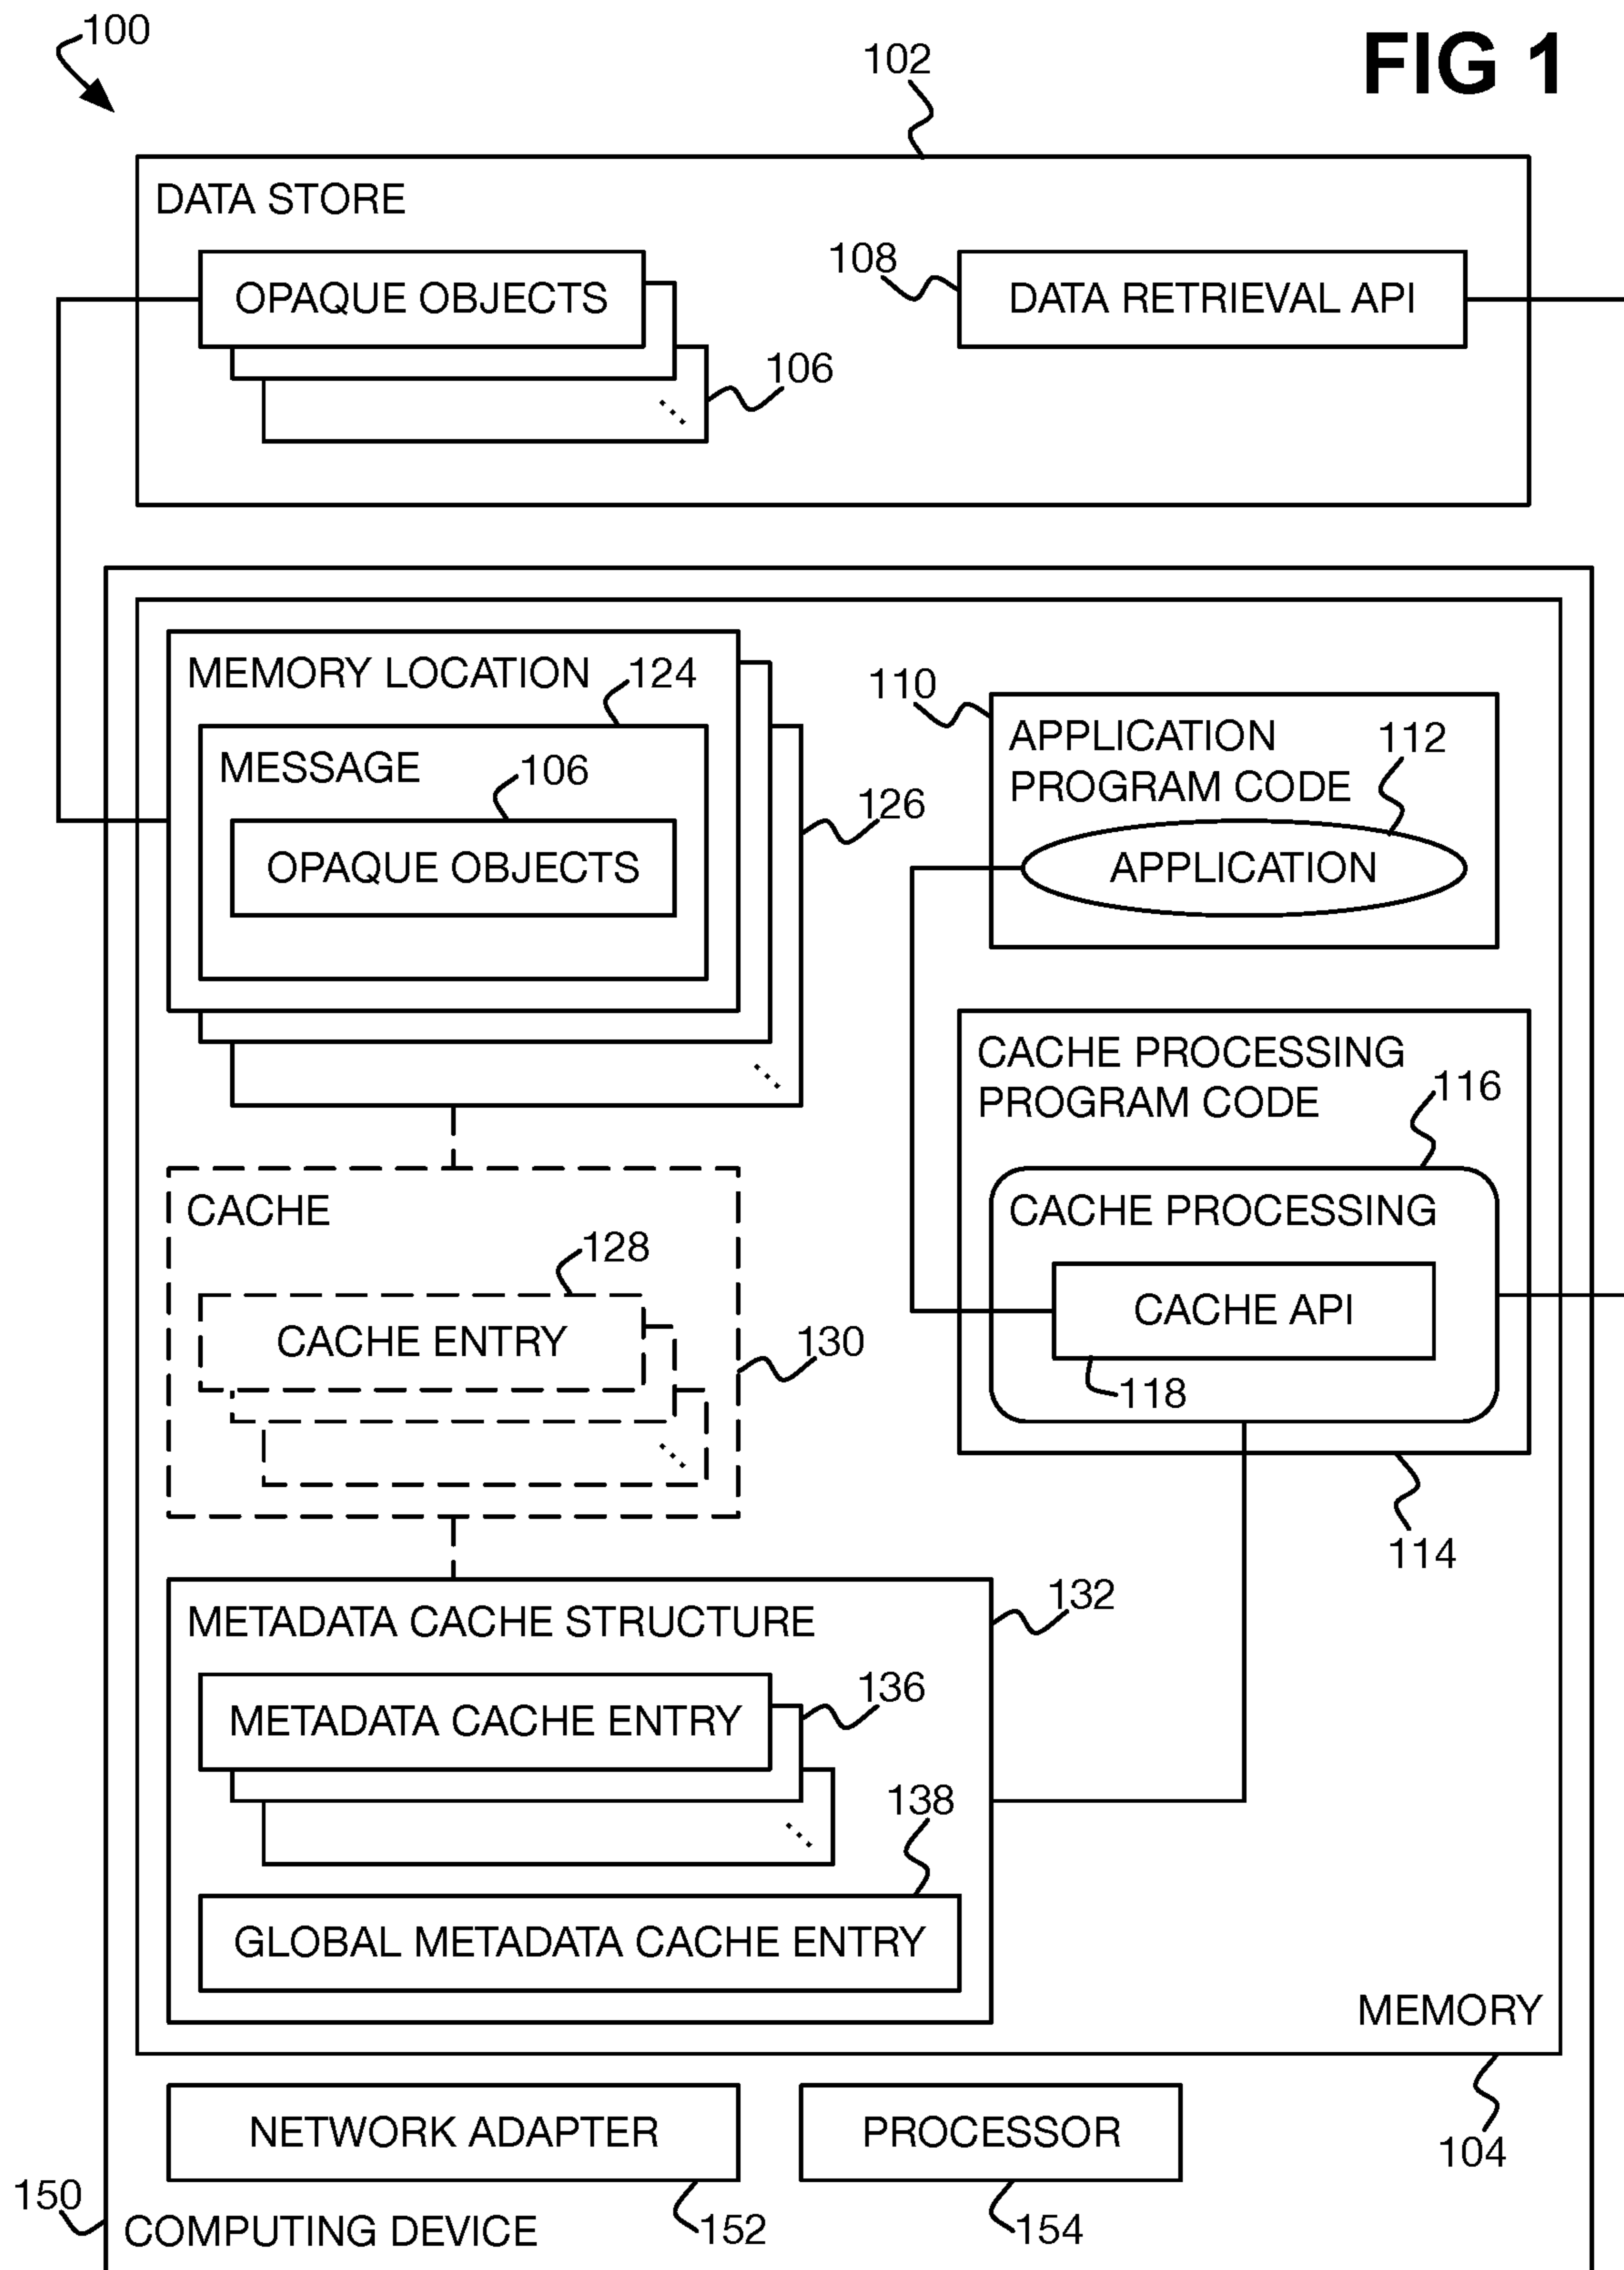 100
FIG 1
102
DATA STORE
108
OPAQUE OBJECTS
DATA RETRIEVAL API
106
MEMORY LOCATION
124
110
APPLICATION
PROGRAM CODE
112
MESSAGE
106
126
OPAQUE OBJECTS
APPLICATION
CACHE PROCESSING
PROGRAM CODE
116
CACHE
CACHE PROCESSING
128
CACHE ENTRY
CACHE API
130
118
114
METADATA CACHE STRUCTURE
132
136
METADATA CACHE ENTRY
138
GLOBAL METADATA CACHE ENTRY
MEMORY
NETWORK ADAPTER
PROCESSOR
104
150
COMPUTING DEVICE
152
154